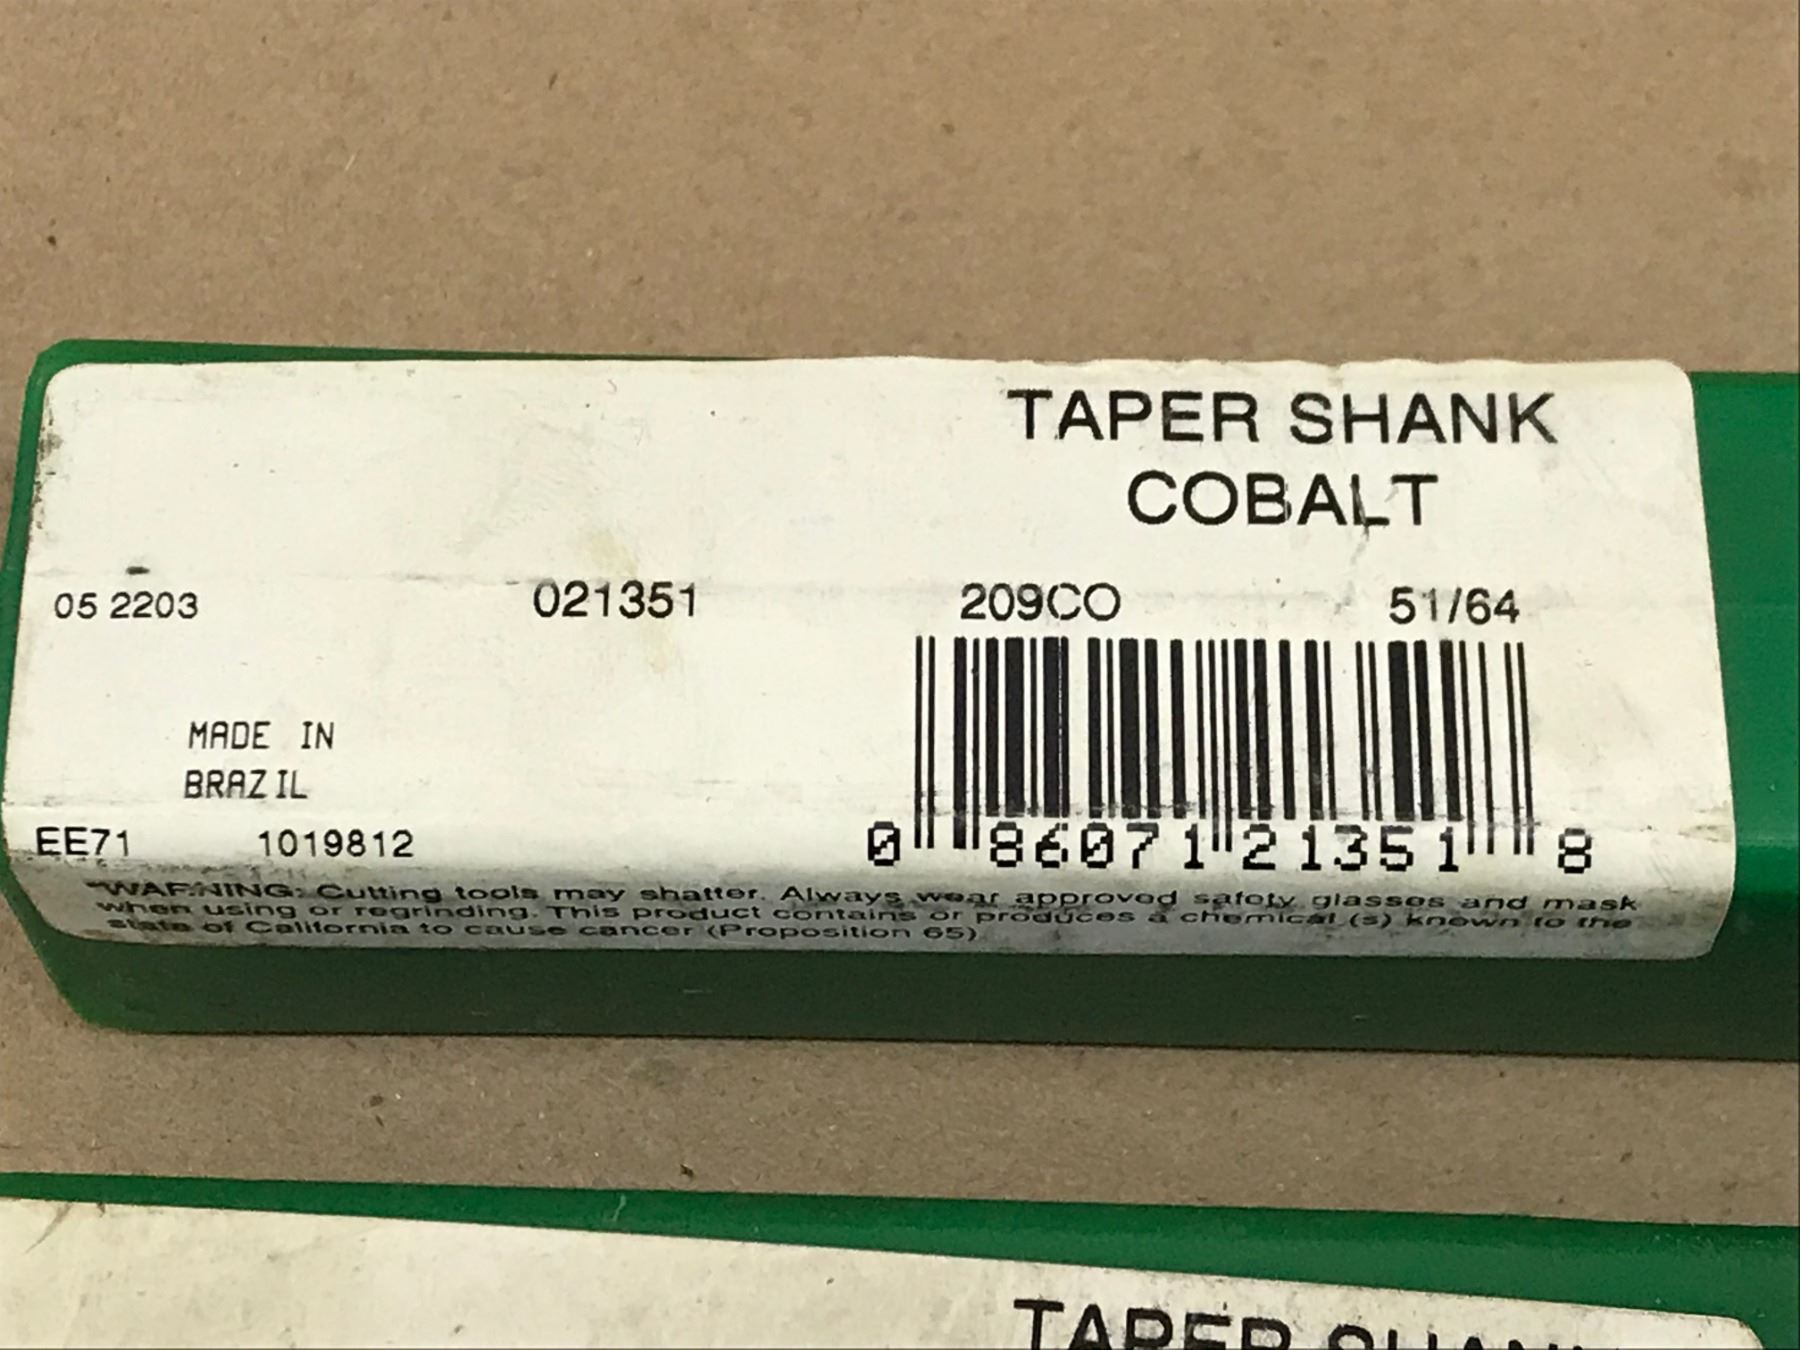 TAPER SHANK
COBALT
05 2203 021351 209CO 51/64
MADE IN
BRAZIL
EE71 1019812
0 86071 21351 8
"WARNING: Cutting tools may shatter. Always wear approved safety glasses and mask
when using or regrinding. This product contains or produces a chemical (s) known to the
state of California to cause cancer (Proposition 65)
TAPER SHANK